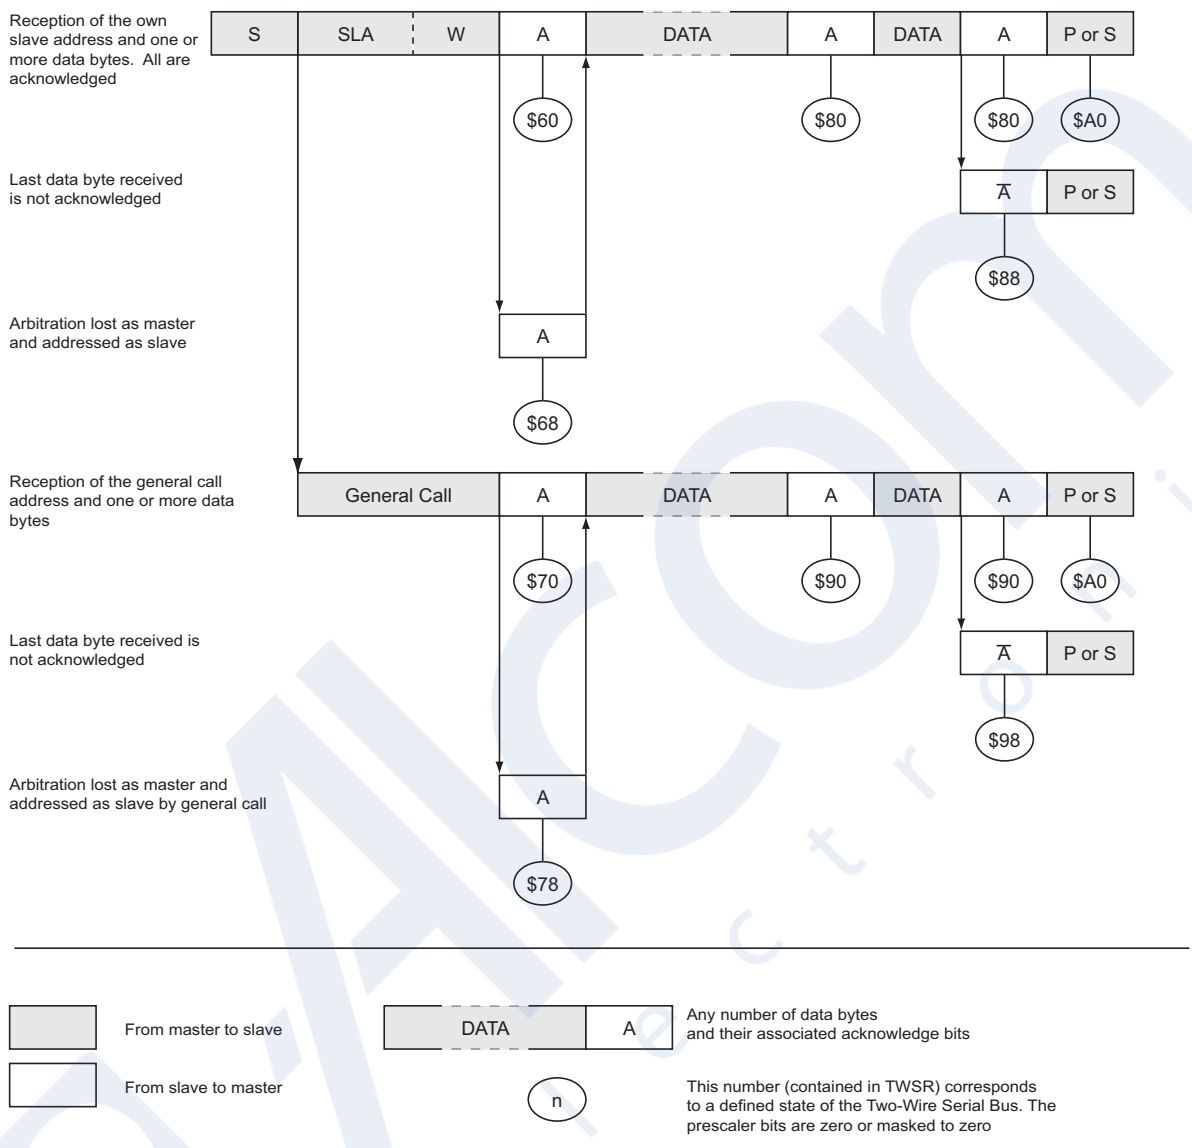 Reception of the own
slave address and one or
more data bytes. All are
acknowledged
S SLA W A DATA A DATA A P or S
$60 $80 $80 $A0
Last data byte received
is not acknowledged
A̅ P or S
$88
Arbitration lost as master
and addressed as slave
A
$68
Reception of the general call
address and one or more data
bytes
General Call A DATA A DATA A P or S
$70 $90 $90 $A0
Last data byte received is
not acknowledged
A̅ P or S
$98
Arbitration lost as master and
addressed as slave by general call
A
$78
From master to slave
DATA A
Any number of data bytes
and their associated acknowledge bits
From slave to master
n
This number (contained in TWSR) corresponds
to a defined state of the Two-Wire Serial Bus. The
prescaler bits are zero or masked to zero